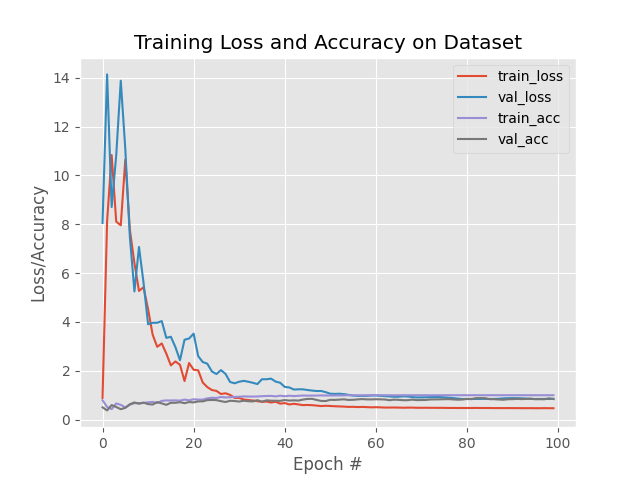 Training Loss and Accuracy on Dataset
train_loss
val_loss
train_acc
val_acc
14
12
10
8
6
4
2
0
Loss/Accuracy
0 20 40 60 80 100
Epoch #